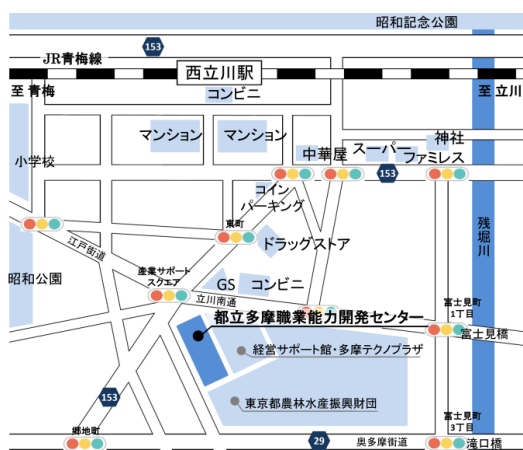 昭和記念公園
153
JR青梅線
西立川駅
至 青梅
至 立川
コンビニ
マンション
マンション
神社
スーパー
中華屋
ファミレス
小学校
153
コイン
パーキング
残堀川
東町
ドラッグストア
江戸街道
産業サポート
スクエア
昭和公園
GS
コンビニ
立川南通
富士見町
1丁目
都立多摩職業能力開発センター
富士見橋
経営サポート館・多摩テクノプラザ
153
東京都農林水産振興財団
郷地町
富士見町
3丁目
29
奥多摩街道
滝口橋